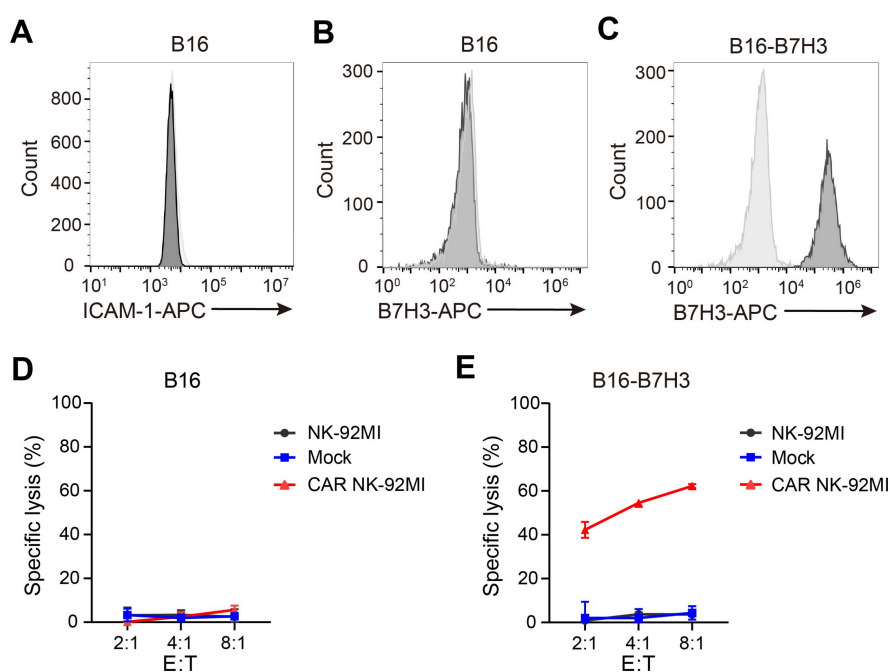 A
B16
Count
800
600
400
200
0
10¹ 10³ 10⁵ 10⁷
ICAM-1-APC
B
B16
Count
300
200
100
0
10⁰ 10² 10⁴ 10⁶
B7H3-APC
C
B16-B7H3
Count
300
200
100
0
10⁰ 10² 10⁴ 10⁶
B7H3-APC
D
B16
Specific lysis (%)
100
80
60
40
20
0
2:1 4:1 8:1
E:T
NK-92MI
Mock
CAR NK-92MI
E
B16-B7H3
Specific lysis (%)
100
80
60
40
20
0
2:1 4:1 8:1
E:T
NK-92MI
Mock
CAR NK-92MI